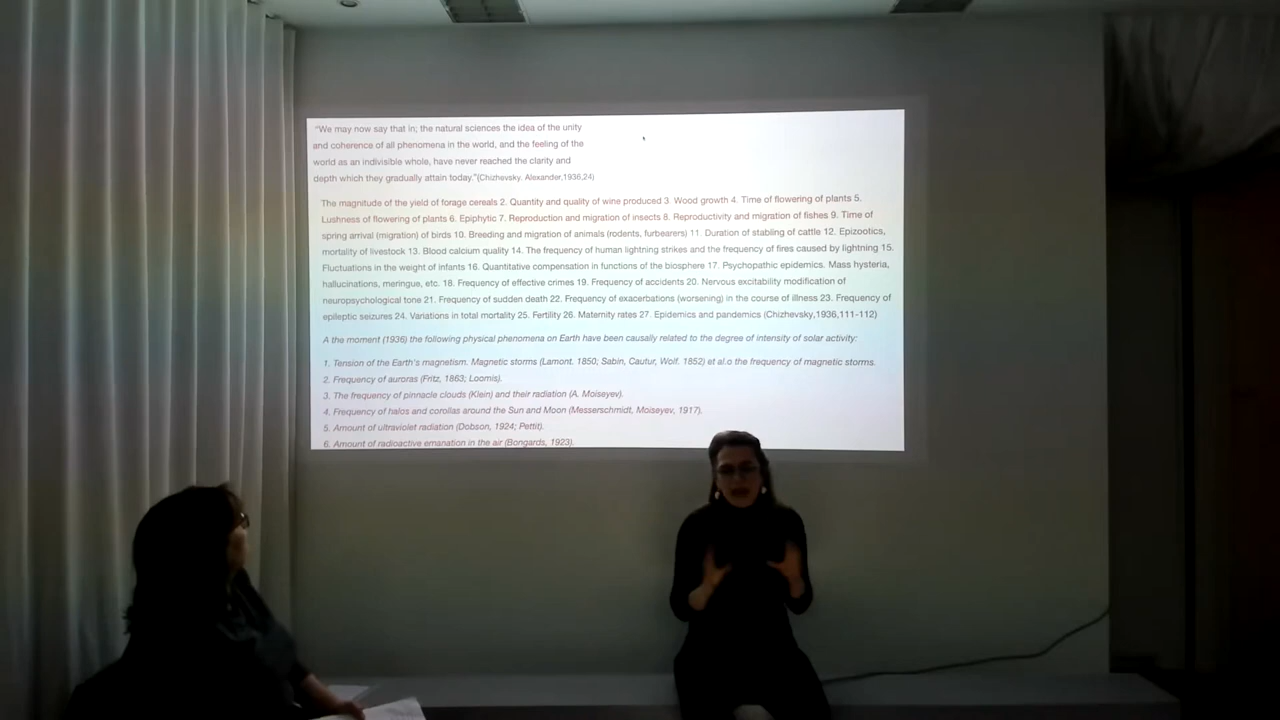 "We may now say that in; the natural sciences the idea of the unity
and coherence of all phenomena in the world, and the feeling of the
world as an indivisible whole, have never reached the clarity and
depth which they gradually attain today."(Chizhevsky. Alexander,1936,24)
The magnitude of the yield of forage cereals 2. Quantity and quality of wine produced 3 Wood growth 4. Time of flowering of plants 5.
Lushness of flowering of plants 6. Epiphytic 7. Reproduction and migration of insects 8. Reproductivity and migration of fishes 9. Time of
spring arrival (migration) of birds 10. Breeding and migration of animals (rodents, furbearers) 11. Duration of stabling of cattle 12. Epizootics,
mortality of livestock 13. Blood calcium quality 14. The frequency of human lightning strikes and the frequency of fires caused by lightning 15.
Fluctuations in the weight of infants 16. Quantitative compensation in functions of the biosphere 17. Psychopathic epidemics. Mass hysteria,
hallucinations, meringue, etc. 18. Frequency of effective crimes 19. Frequency of accidents 20. Nervous excitability modification of
neuropsychological tone 21. Frequency of sudden death 22. Frequency of exacerbations (worsening) in the course of illness 23. Frequency of
epileptic seizures 24. Variations in total mortality 25. Fertility 26. Maternity rates 27. Epidemics and pandemics (Chizhevsky,1936,111-112)
A the moment (1936) the following physical phenomena on Earth have been causally related to the degree of intensity of solar activity:
1. Tension of the Earth's magnetism. Magnetic storms (Lamont. 1850; Sabin, Cautur, Wolf. 1852) et al.o the frequency of magnetic storms.
2. Frequency of auroras (Fritz, 1863; Loomis).
3. The frequency of pinnacle clouds (Klein) and their radiation (A. Moiseyev).
4. Frequency of halos and corollas around the Sun and Moon (Messerschmidt, Moiseyev, 1917).
5. Amount of ultraviolet radiation (Dobson, 1924; Pettit).
6. Amount of radioactive emanation in the air (Bongards, 1923).